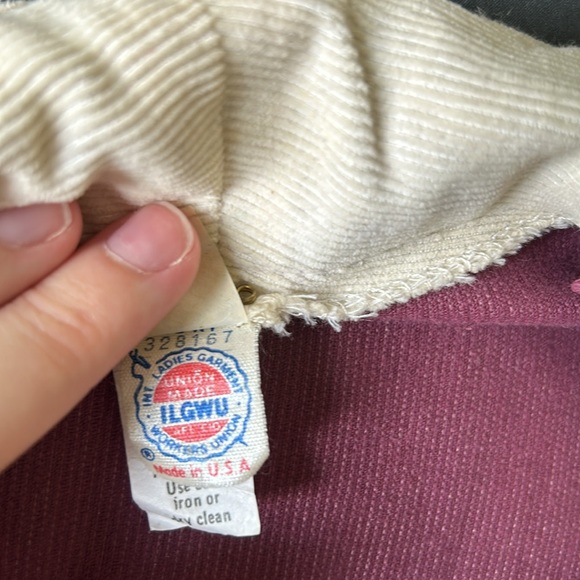 328167
INT. LADIES GARMENT
UNION
MADE
ILGWU
AFL CIO
WORKERS UNION
®
Made in U.S.A
Use
iron or
clean